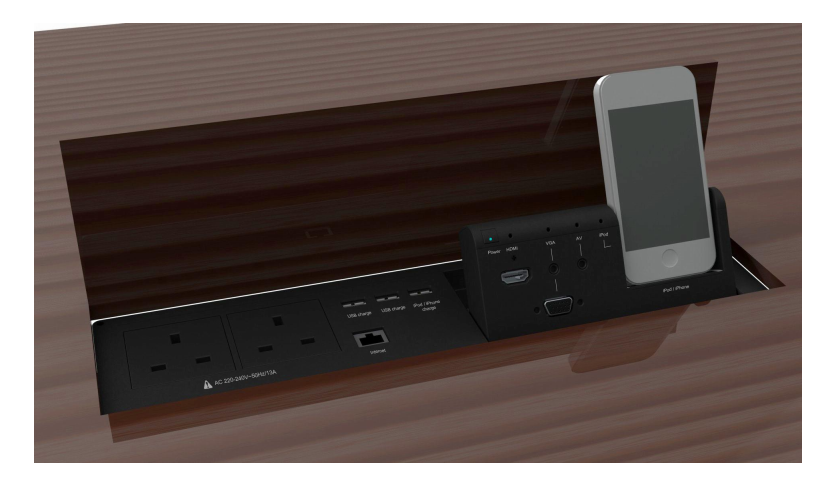 Power
HDMI
VGA
AV
iPod
USB charge
USB charge
iPod / iPhone
charge
iPod / iPhone
Internet
AC 220-240V~50Hz/13A